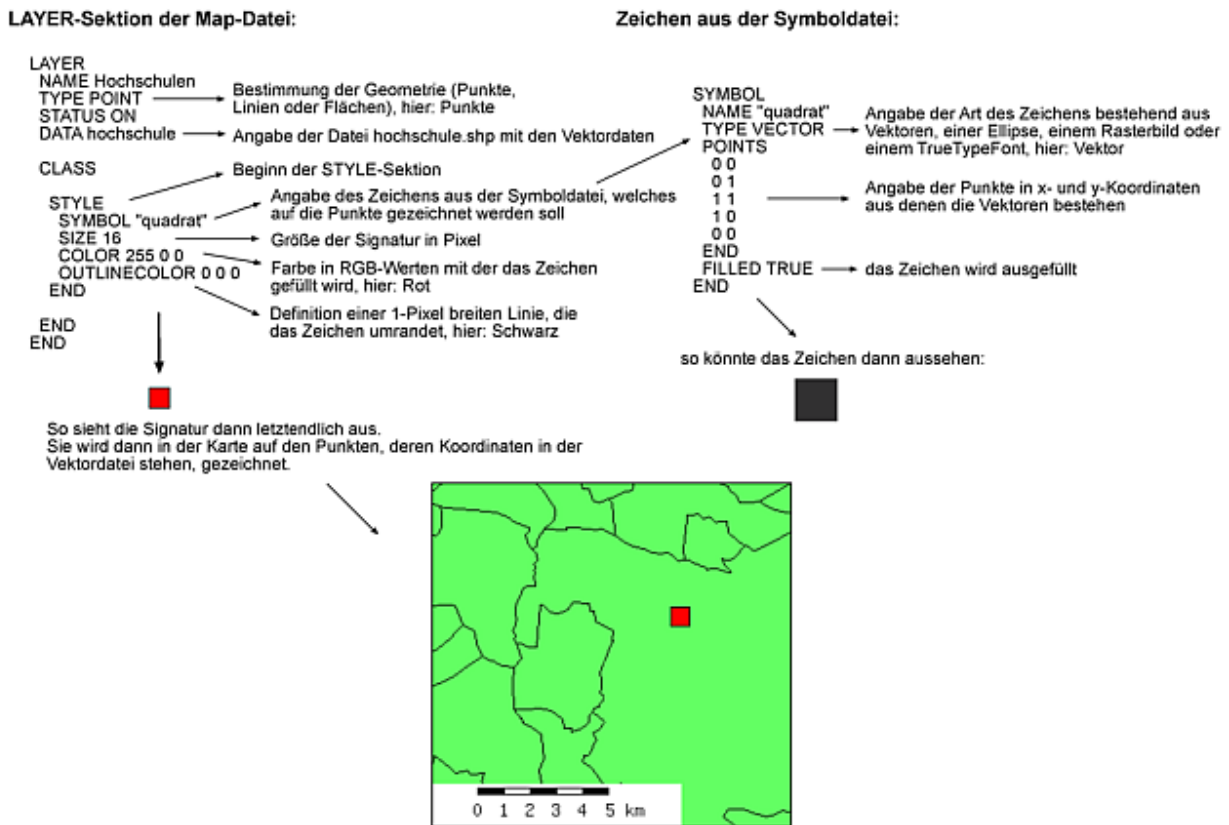 LAYER-Sektion der Map-Datei:
LAYER
NAME Hochschulen
TYPE POINT
STATUS ON
DATA hochschule
CLASS
STYLE
SYMBOL "quadrat"
SIZE 16
COLOR 255 0 0
OUTLINECOLOR 0 0 0
END
END
END
Bestimmung der Geometrie (Punkte,
Linien oder Flächen), hier: Punkte
Angabe der Datei hochschule.shp mit den Vektordaten
Beginn der STYLE-Sektion
Angabe des Zeichens aus der Symboldatei, welches
auf die Punkte gezeichnet werden soll
Größe der Signatur in Pixel
Farbe in RGB-Werten mit der das Zeichen
gefüllt wird, hier: Rot
Definition einer 1-Pixel breiten Linie, die
das Zeichen umrandet, hier: Schwarz
So sieht die Signatur dann letztendlich aus.
Sie wird dann in der Karte auf den Punkten, deren Koordinaten in der
Vektordatei stehen, gezeichnet.
Zeichen aus der Symboldatei:
SYMBOL
NAME "quadrat"
TYPE VECTOR
POINTS
0 0
0 1
1 1
1 0
0 0
END
FILLED TRUE
END
Angabe der Art des Zeichens bestehend aus
Vektoren, einer Ellipse, einem Rasterbild oder
einem TrueTypeFont, hier: Vektor
Angabe der Punkte in x- und y-Koordinaten
aus denen die Vektoren bestehen
das Zeichen wird ausgefüllt
so könnte das Zeichen dann aussehen:
0 1 2 3 4 5 km